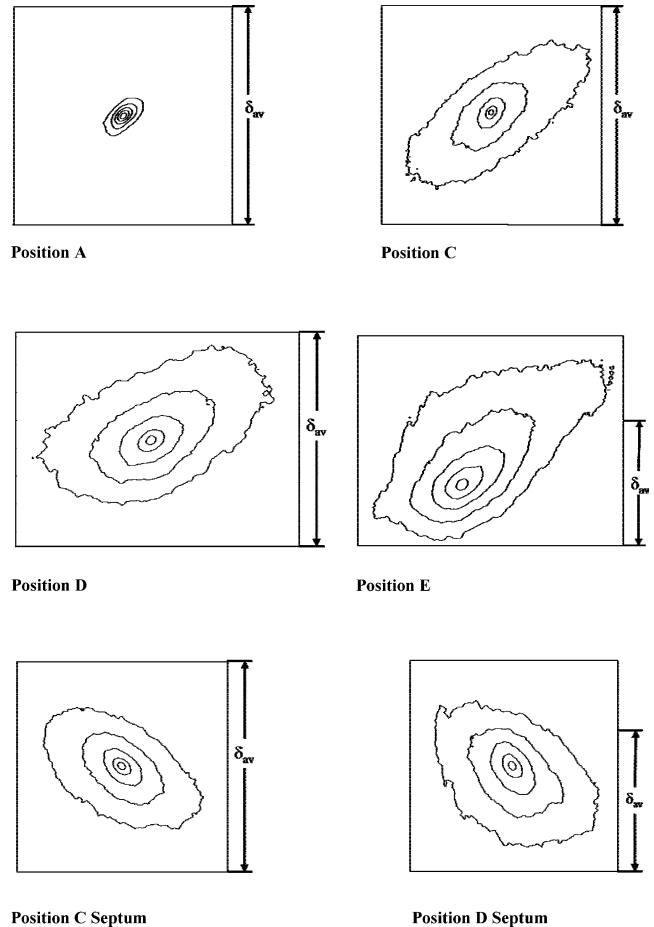 δav
δav
Position A
Position C
δav
δav
Position D
Position E
δav
δav
Position C Septum
Position D Septum